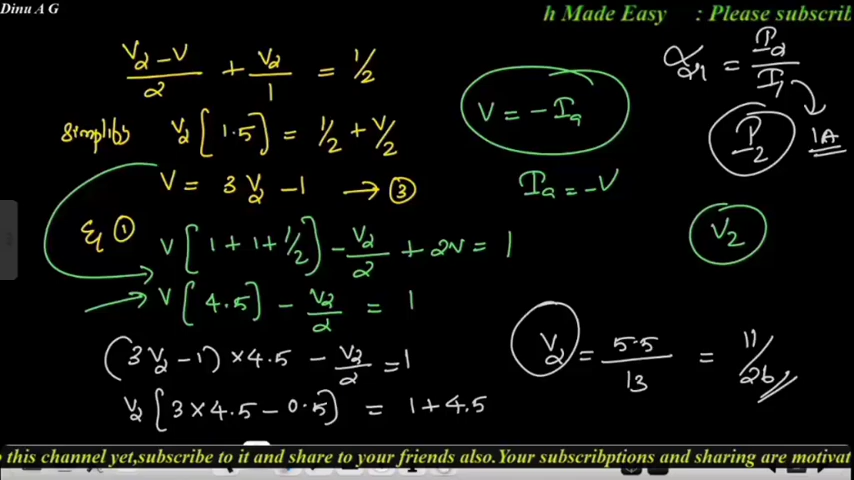 Dinu A G
h Made Easy : Please subscrib
(V₂ - V)/2 + V₂/1 = 1/2
V₂ [1.5] = 1/2 + V/2
V = 3V₂ - 1 → ③
Eq ①
V [1 + 1 + 1/2] - V₂/2 + 2V = 1
→ V [4.5] - V₂/2 = 1
(3V₂ - 1) × 4.5 - V₂/2 = 1
V₂ [3 × 4.5 - 0.5] = 1 + 4.5
V = -Ia
Ia = -V
α₂₁ = I₂/I₁
I₂
1A
V₂
V₂ = 5.5/13 = 11/26
o this channel yet,subscribe to it and share to your friends also.Your subscribptions and sharing are motivat